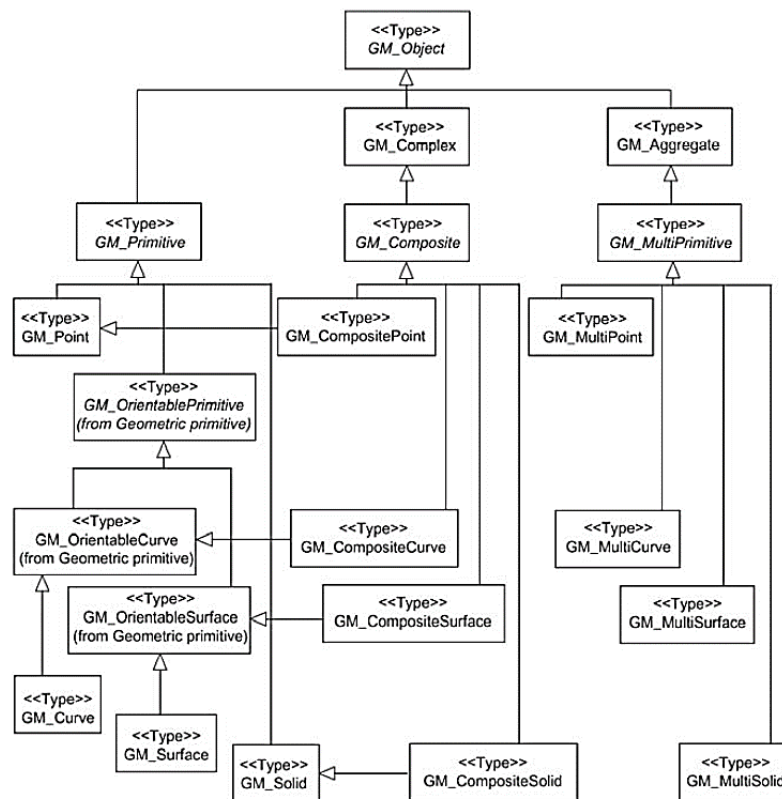 <<Type>>
GM_Object
<<Type>>
GM_Complex
<<Type>>
GM_Aggregate
<<Type>>
GM_Primitive
<<Type>>
GM_Composite
<<Type>>
GM_MultiPrimitive
<<Type>>
GM_Point
<<Type>>
GM_CompositePoint
<<Type>>
GM_MultiPoint
<<Type>>
GM_OrientablePrimitive
(from Geometric primitive)
<<Type>>
GM_OrientableCurve
(from Geometric primitive)
<<Type>>
GM_CompositeCurve
<<Type>>
GM_MultiCurve
<<Type>>
GM_OrientableSurface
(from Geometric primitive)
<<Type>>
GM_CompositeSurface
<<Type>>
GM_MultiSurface
<<Type>>
GM_Curve
<<Type>>
GM_Surface
<<Type>>
GM_Solid
<<Type>>
GM_CompositeSolid
<<Type>>
GM_MultiSolid